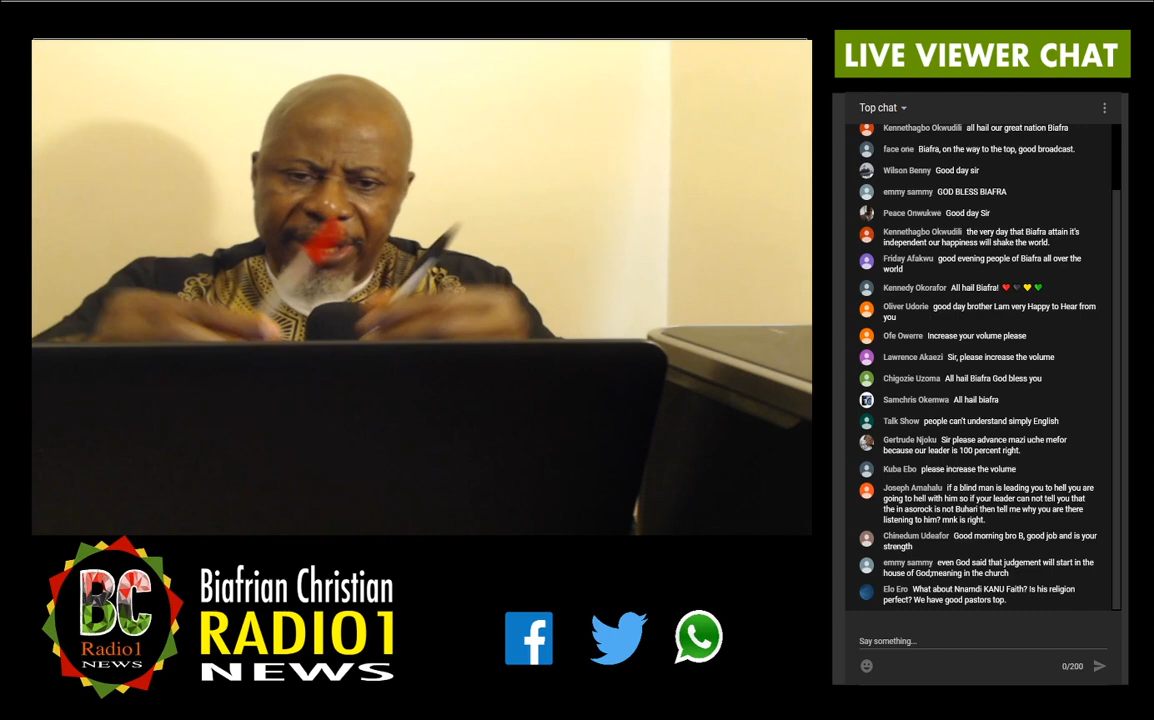 LIVE VIEWER CHAT
Top chat
Kennethagbo Okwudili all hail our great nation Biafra
face one Biafra, on the way to the top, good broadcast.
Wilson Benny Good day sir
emmy sammy GOD BLESS BIAFRA
Peace Onwukwe Good day Sir
Kennethagbo Okwudili the very day that Biafra attain it's
independent our happiness will shake the world.
Friday Afakwu good evening people of Biafra all over the
world
Kennedy Okorafor All hail Biafra! ❤️🖤💛💚
Oliver Udorie good day brother Lam very Happy to Hear from
you
Ofe Owerre Increase your volume please
Lawrence Akaezi Sir, please increase the volume
Chigozie Uzoma All hail Biafra God bless you
Samchris Okemwa All hail biafra
Talk Show people can't understand simply English
Gertrude Njoku Sir please advance mazi uche mefor
because our leader is 100 percent right.
Kuba Ebo please increase the volume
Joseph Amahalu if a blind man is leading you to hell you are
going to hell with him so if your leader can not tell you that
the in asorock is not Buhari then tell me why you are there
listening to him? mnk is right.
Chinedum Udeafor Good morning bro B, good job and is your
strength
emmy sammy even God said that judgement will start in the
house of God;meaning in the church
Elo Ero What about Nnamdi KANU Faith? Is his religion
perfect? We have good pastors top.
Say something...
0/200
BC
Radio1
NEWS
Biafrian Christian
RADIO1
NEWS